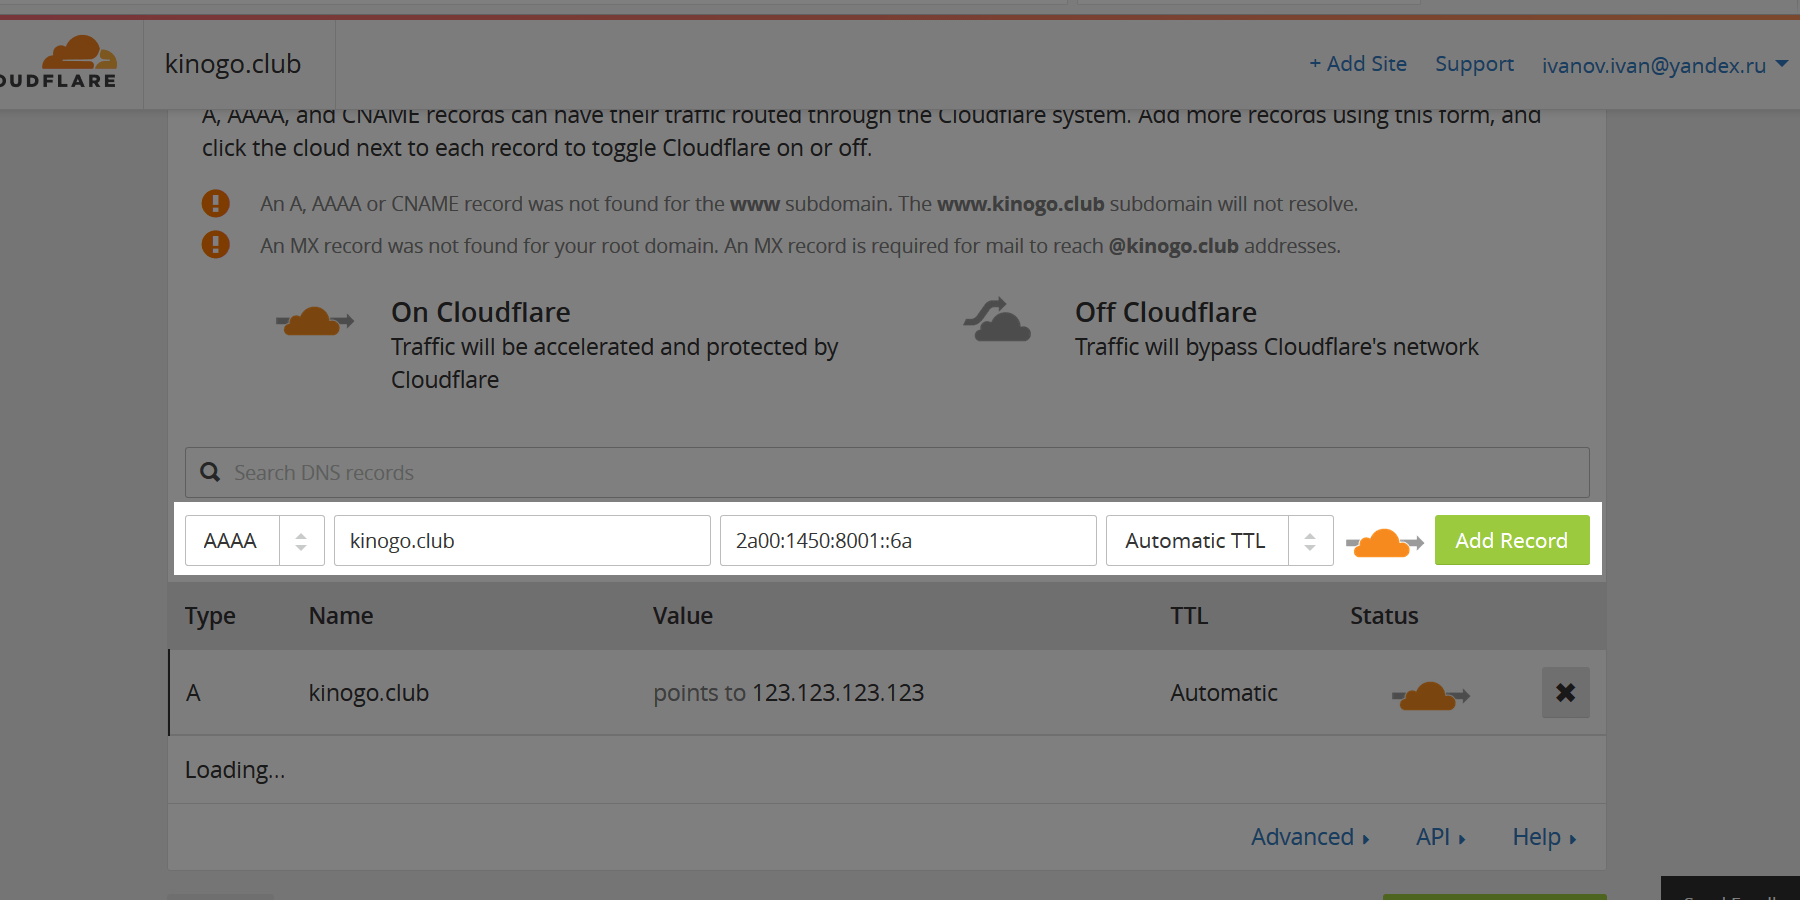 OUDFLARE
kinogo.club
+ Add Site
Support
ivanov.ivan@yandex.ru
A, AAAA, and CNAME records can have their traffic routed through the Cloudflare system. Add more records using this form, and
click the cloud next to each record to toggle Cloudflare on or off.
An A, AAAA or CNAME record was not found for the www subdomain. The www.kinogo.club subdomain will not resolve.
An MX record was not found for your root domain. An MX record is required for mail to reach @kinogo.club addresses.
On Cloudflare
Traffic will be accelerated and protected by
Cloudflare
Off Cloudflare
Traffic will bypass Cloudflare's network
Search DNS records
AAAA
kinogo.club
2a00:1450:8001::6a
Automatic TTL
Add Record
Type Name Value TTL Status
A kinogo.club points to 123.123.123.123 Automatic
Loading...
Advanced
API
Help